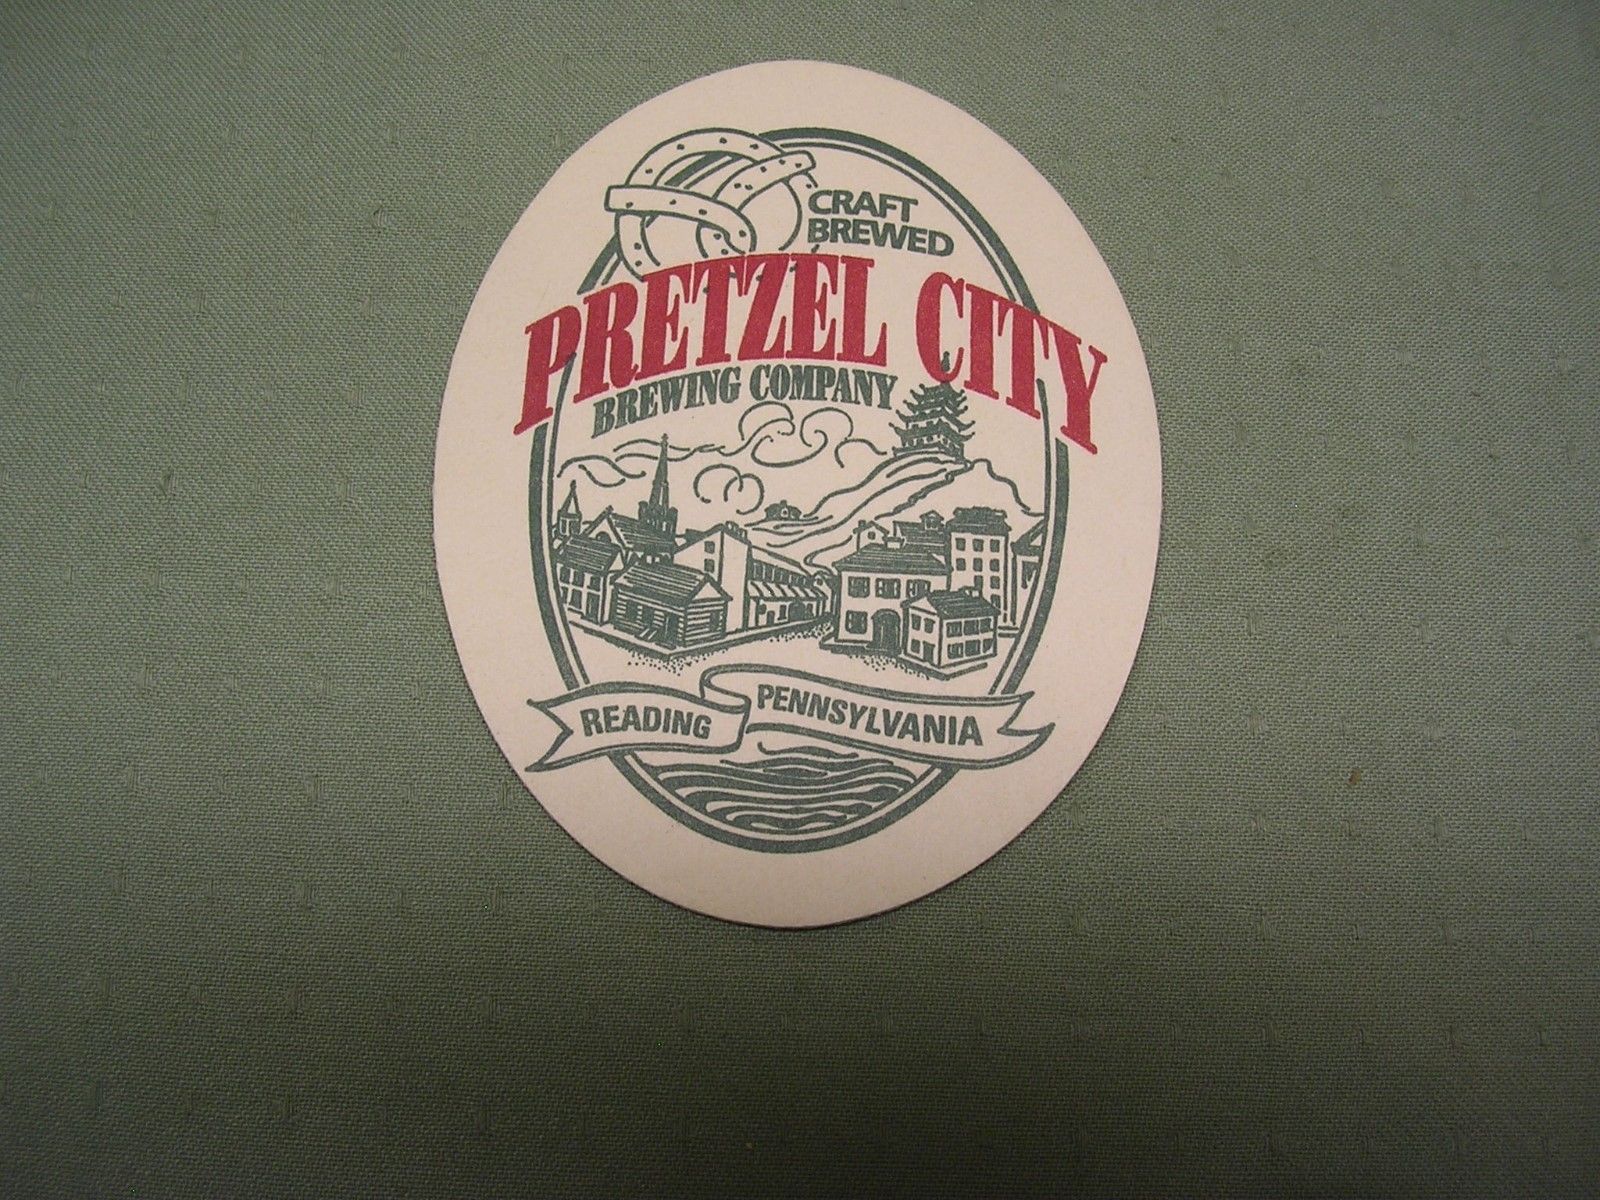 CRAFT
BREWED
PRETZEL CITY
BREWING COMPANY
READING PENNSYLVANIA